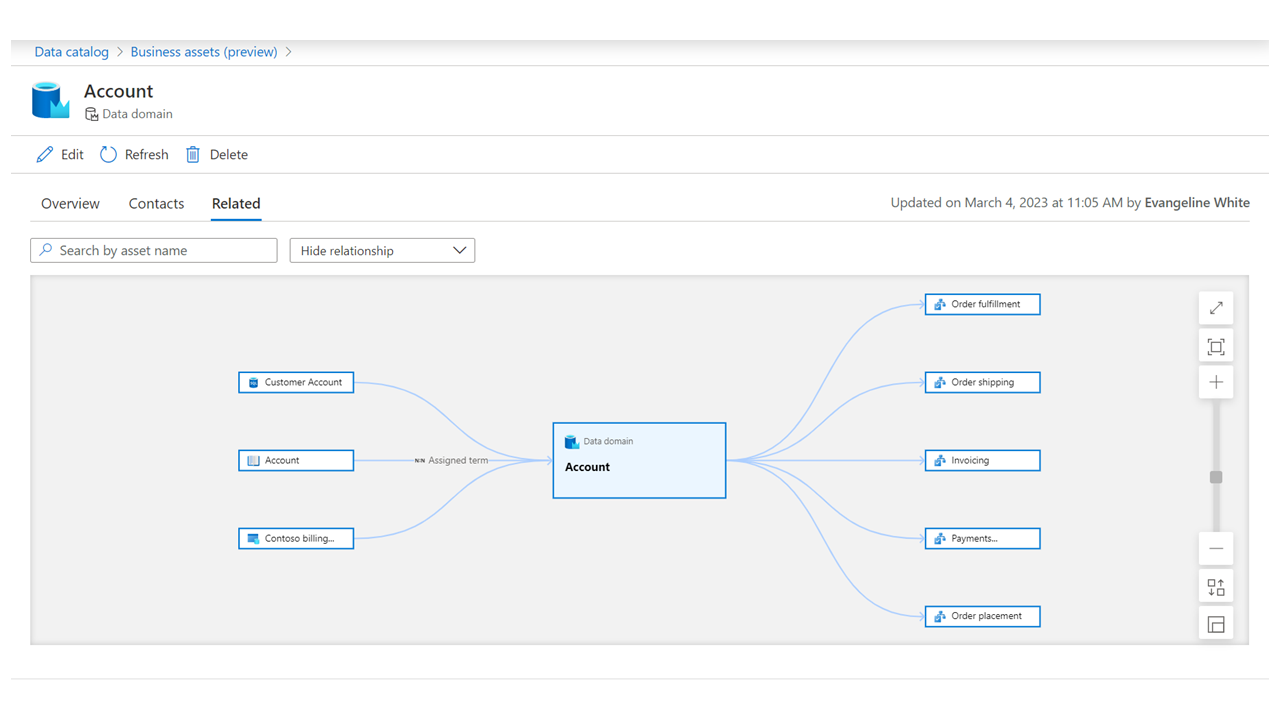 Data catalog > Business assets (preview) >
Account
Data domain
Edit Refresh Delete
Overview Contacts Related
Updated on March 4, 2023 at 11:05 AM by Evangeline White
Search by asset name
Hide relationship
Customer Account
Account
Contoso billing...
N:N Assigned term
Data domain
Account
Order fulfillment
Order shipping
Invoicing
Payments...
Order placement